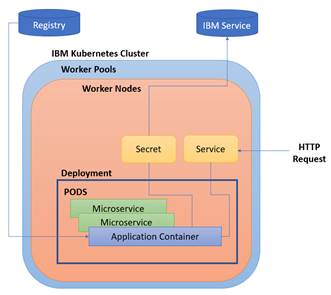 Registry
IBM Service
IBM Kubernetes Cluster
Worker Pools
Worker Nodes
Secret
Service
HTTP
Request
Deployment
PODS
Microservice
Microservice
Application Container